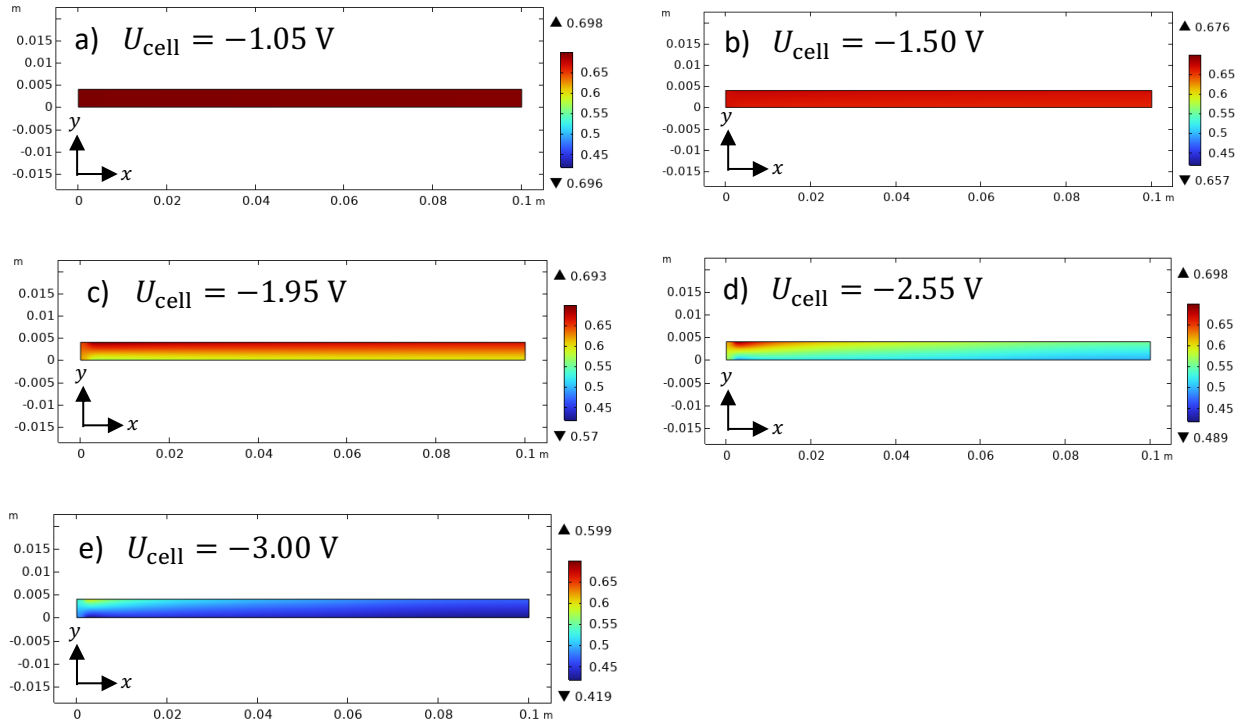 m
a) U_cell = −1.05 V
▲ 0.698
0.015
0.01
0.005
0
-0.005
-0.01
-0.015
y
x
0.65
0.6
0.55
0.5
0.45
▼ 0.696
0 0.02 0.04 0.06 0.08 0.1 m
m
b) U_cell = −1.50 V
▲ 0.676
0.015
0.01
0.005
0
-0.005
-0.01
-0.015
y
x
0.65
0.6
0.55
0.5
0.45
▼ 0.657
0 0.02 0.04 0.06 0.08 0.1 m
m
c) U_cell = −1.95 V
▲ 0.693
0.015
0.01
0.005
0
-0.005
-0.01
-0.015
y
x
0.65
0.6
0.55
0.5
0.45
▼ 0.57
0 0.02 0.04 0.06 0.08 0.1 m
m
d) U_cell = −2.55 V
▲ 0.698
0.015
0.01
0.005
0
-0.005
-0.01
-0.015
y
x
0.65
0.6
0.55
0.5
0.45
▼ 0.489
0 0.02 0.04 0.06 0.08 0.1 m
m
e) U_cell = −3.00 V
▲ 0.599
0.015
0.01
0.005
0
-0.005
-0.01
-0.015
y
x
0.65
0.6
0.55
0.5
0.45
▼ 0.419
0 0.02 0.04 0.06 0.08 0.1 m